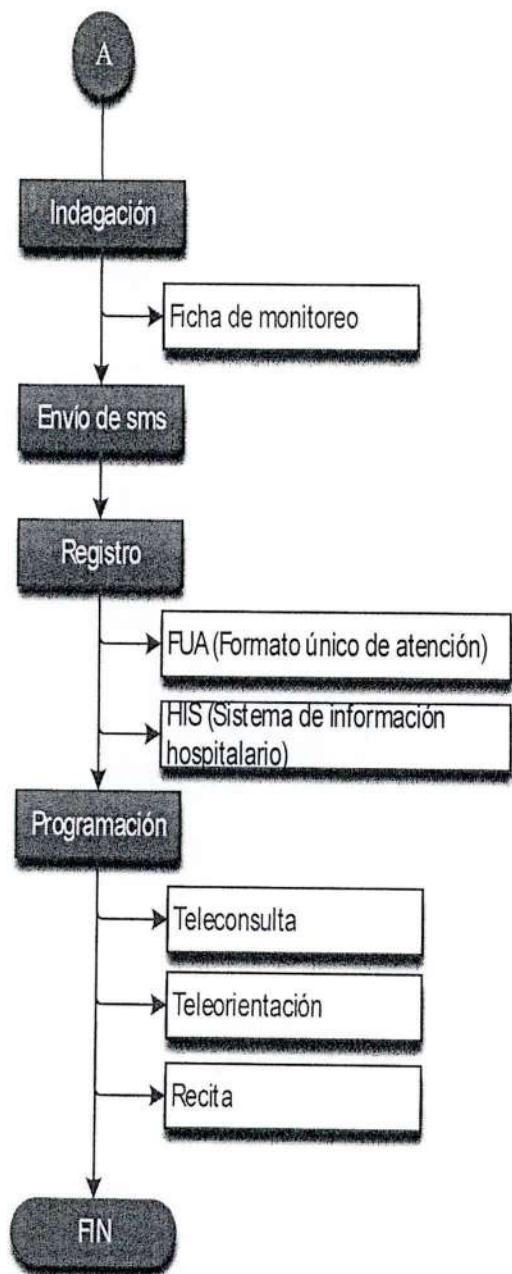 A
Indagación
Ficha de monitoreo
Envío de sms
Registro
FUA (Formato único de atención)
HIS (Sistema de información
hospitalario)
Programación
Teleconsulta
Teleorientación
Recita
FIN